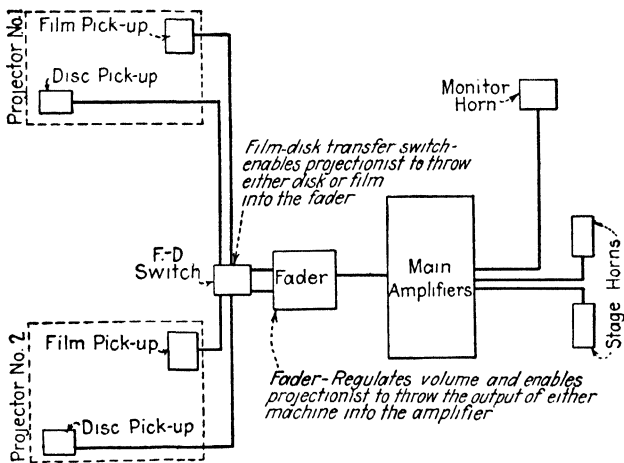 Projector No.1
Film Pick-up
Disc Pick-up
Monitor
Horn
Film-disk transfer switch-
enables projectionist to throw
either disk or film
into the fader
F.-D
Switch
Fader
Main
Amplifiers
Stage Horns
Projector No. 2
Film Pick-up
Disc Pick-up
Fader-Regulates volume and enables
projectionist to throw the output of either
machine into the amplifier